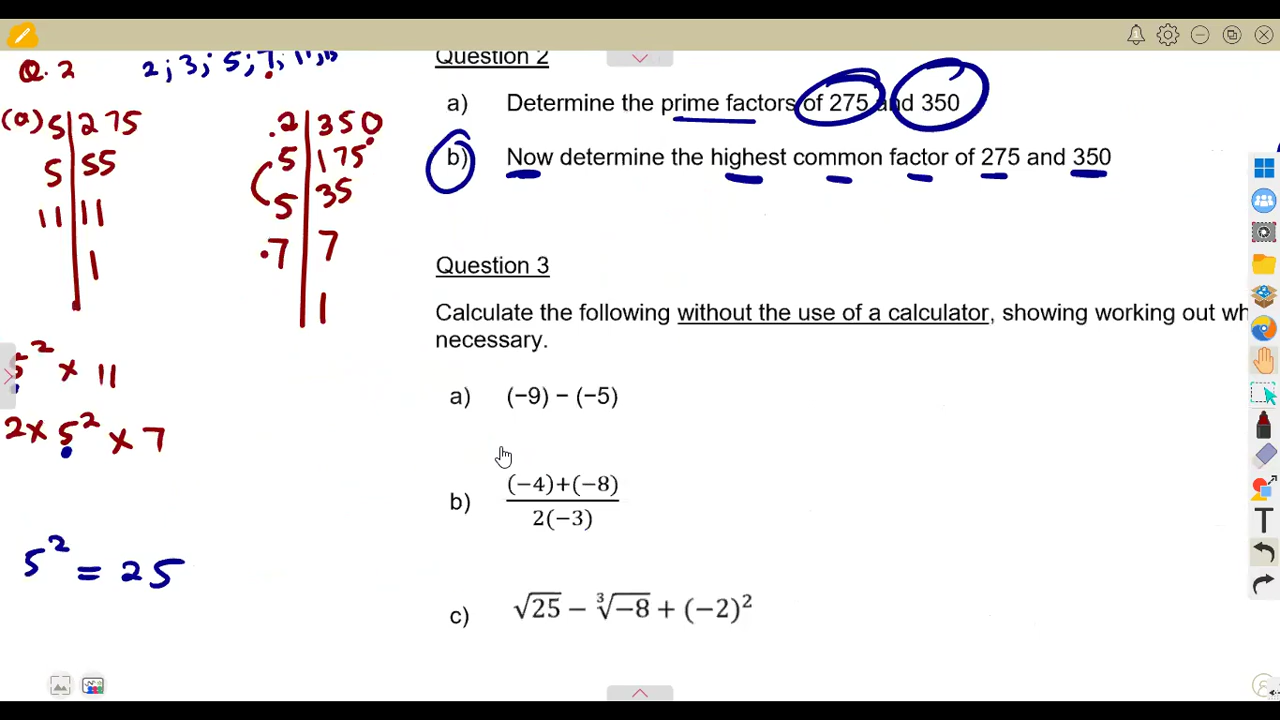 Q. 2
2 ; 3 ; 5 ; 7 ; 11 ;
(a) 5 | 275
5 | 55
11 | 11
1
2 | 350
5 | 175
5 | 35
7 | 7
1
5² × 11
2 × 5² × 7
5² = 25
Question 2
a) Determine the prime factors of 275 and 350
b) Now determine the highest common factor of 275 and 350
Question 3
Calculate the following without the use of a calculator, showing working out wh
necessary.
a) (−9) − (−5)
b) (−4)+(−8)
2(−3)
c) √25 − ∛−8 + (−2)²